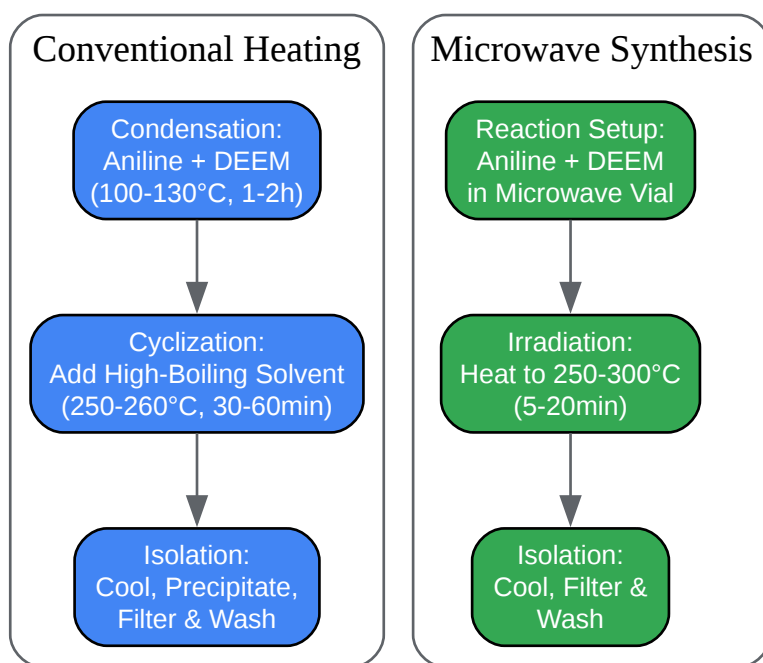 Conventional Heating
Condensation:
Aniline + DEEM
(100-130°C, 1-2h)
Cyclization:
Add High-Boiling Solvent
(250-260°C, 30-60min)
Isolation:
Cool, Precipitate,
Filter & Wash
Microwave Synthesis
Reaction Setup:
Aniline + DEEM
in Microwave Vial
Irradiation:
Heat to 250-300°C
(5-20min)
Isolation:
Cool, Filter &
Wash